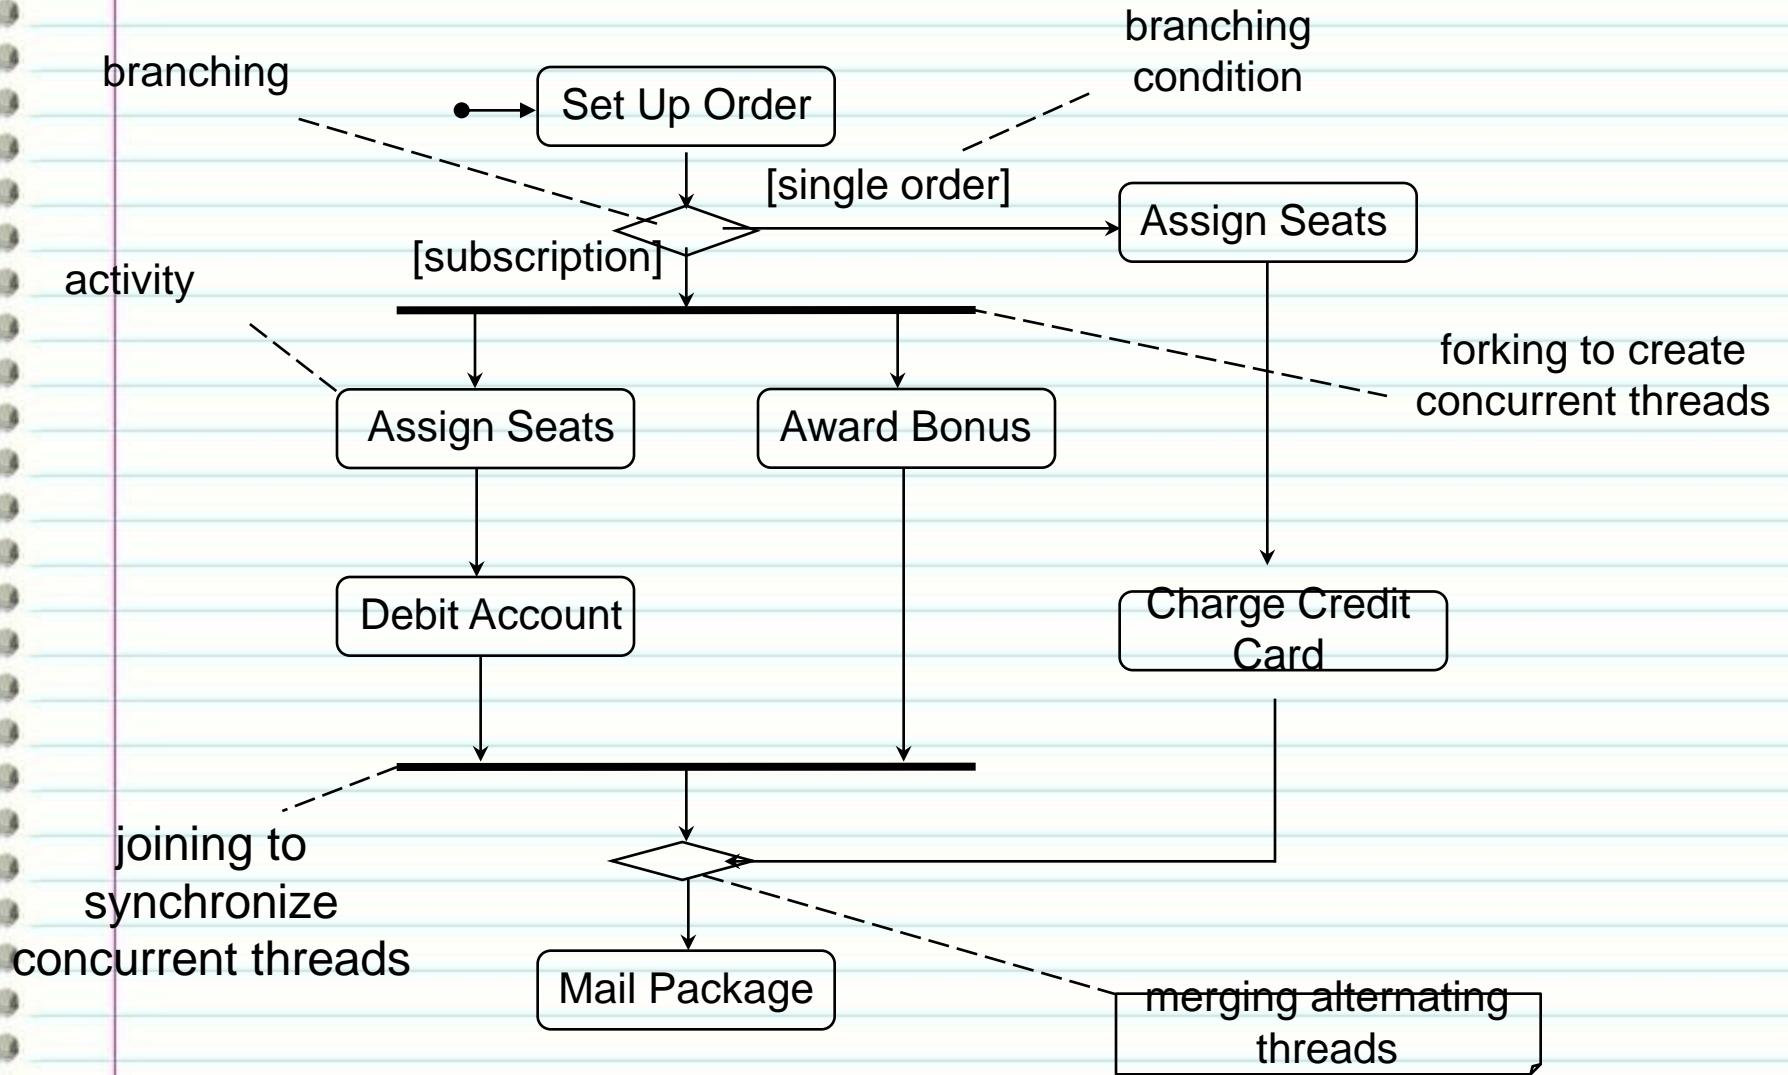 branching
condition
branching
Set Up Order
[single order]
Assign Seats
[subscription]
activity
forking to create
concurrent threads
Assign Seats
Award Bonus
Debit Account
Charge Credit
Card
joining to
synchronize
concurrent threads
Mail Package
merging alternating
threads